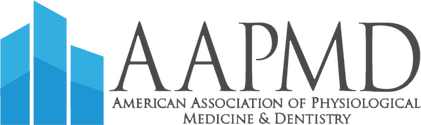 AAPMD
American Association of Physiological
Medicine & Dentistry